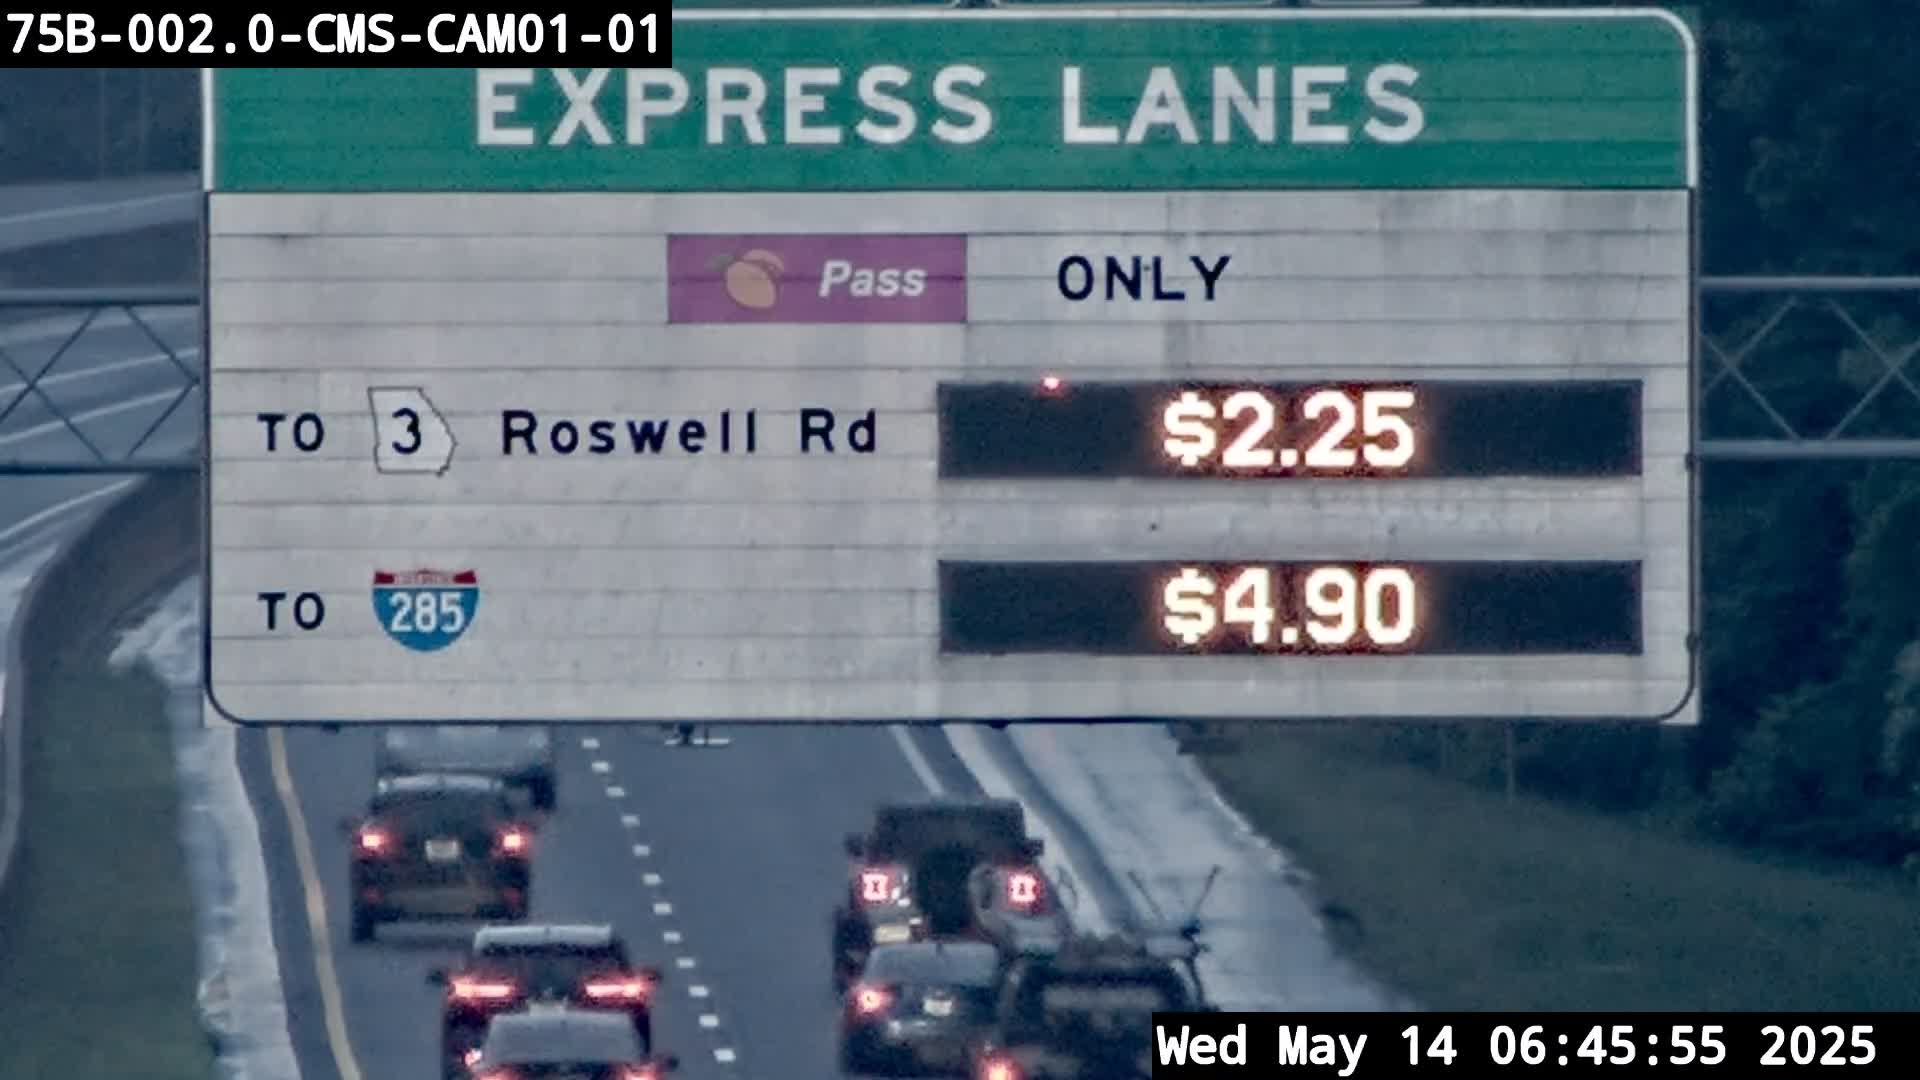 75B-002.0-CMS-CAM01-01
EXPRESS LANES
Pass ONLY
TO 3 Roswell Rd $2.25
TO 285 $4.90
Wed May 14 06:45:55 2025